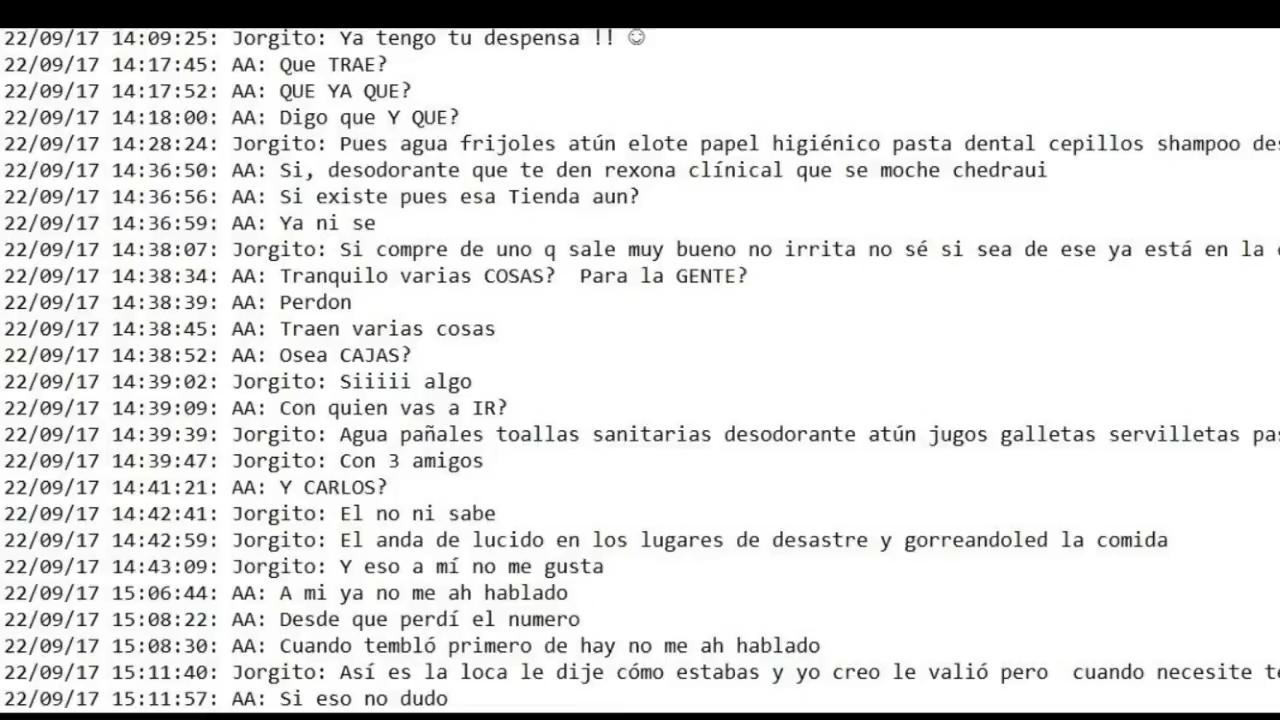 22/09/17 14:09:25: Jorgito: Ya tengo tu despensa !! ☺
22/09/17 14:17:45: AA: Que TRAE?
22/09/17 14:17:52: AA: QUE YA QUE?
22/09/17 14:18:00: AA: Digo que Y QUE?
22/09/17 14:28:24: Jorgito: Pues agua frijoles atún elote papel higiénico pasta dental cepillos shampoo des
22/09/17 14:36:50: AA: Si, desodorante que te den rexona clínical que se moche chedraui
22/09/17 14:36:56: AA: Si existe pues esa Tienda aun?
22/09/17 14:36:59: AA: Ya ni se
22/09/17 14:38:07: Jorgito: Si compre de uno q sale muy bueno no irrita no sé si sea de ese ya está en la
22/09/17 14:38:34: AA: Tranquilo varias COSAS?  Para la GENTE?
22/09/17 14:38:39: AA: Perdon
22/09/17 14:38:45: AA: Traen varias cosas
22/09/17 14:38:52: AA: Osea CAJAS?
22/09/17 14:39:02: Jorgito: Siiiii algo
22/09/17 14:39:09: AA: Con quien vas a IR?
22/09/17 14:39:39: Jorgito: Agua pañales toallas sanitarias desodorante atún jugos galletas servilletas pas
22/09/17 14:39:47: Jorgito: Con 3 amigos
22/09/17 14:41:21: AA: Y CARLOS?
22/09/17 14:42:41: Jorgito: El no ni sabe
22/09/17 14:42:59: Jorgito: El anda de lucido en los lugares de desastre y gorreandoled la comida
22/09/17 14:43:09: Jorgito: Y eso a mí no me gusta
22/09/17 15:06:44: AA: A mi ya no me ah hablado
22/09/17 15:08:22: AA: Desde que perdí el numero
22/09/17 15:08:30: AA: Cuando tembló primero de hay no me ah hablado
22/09/17 15:11:40: Jorgito: Así es la loca le dije cómo estabas y yo creo le valió pero  cuando necesite te
22/09/17 15:11:57: AA: Si eso no dudo